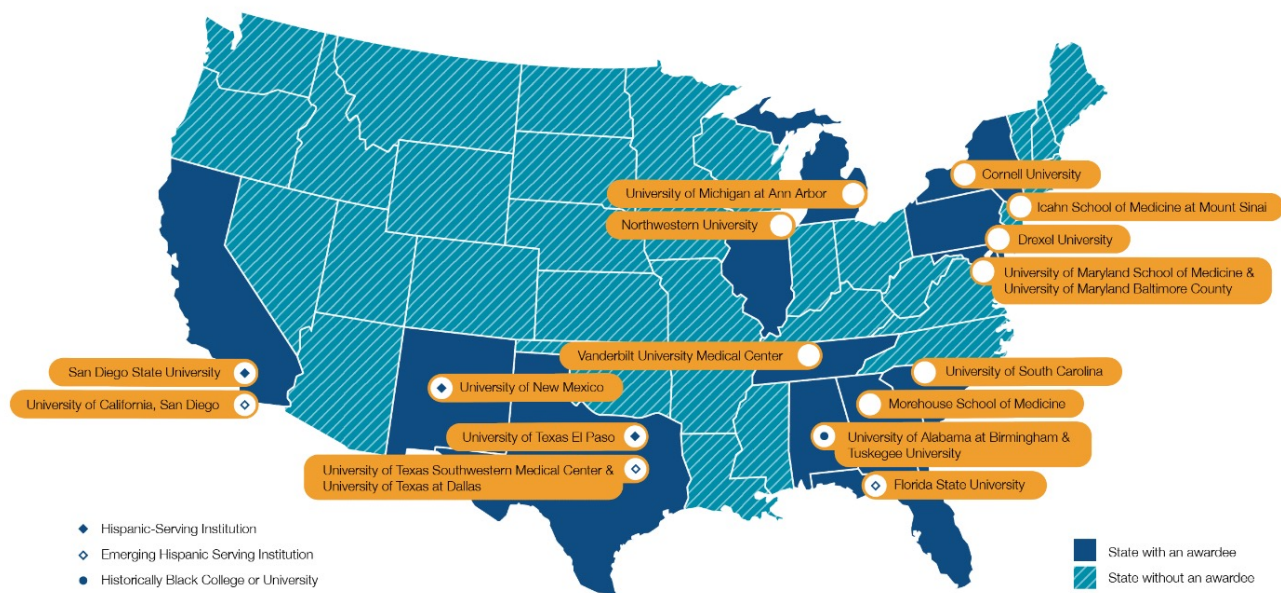 Cornell University
University of Michigan at Ann Arbor
Icahn School of Medicine at Mount Sinai
Northwestern University
Drexel University
University of Maryland School of Medicine &
University of Maryland Baltimore County
Vanderbilt University Medical Center
San Diego State University
University of South Carolina
University of New Mexico
University of California, San Diego
Morehouse School of Medicine
University of Texas El Paso
University of Alabama at Birmingham &
Tuskegee University
University of Texas Southwestern Medical Center &
University of Texas at Dallas
Florida State University
Hispanic-Serving Institution
Emerging Hispanic Serving Institution
Historically Black College or University
State with an awardee
State without an awardee